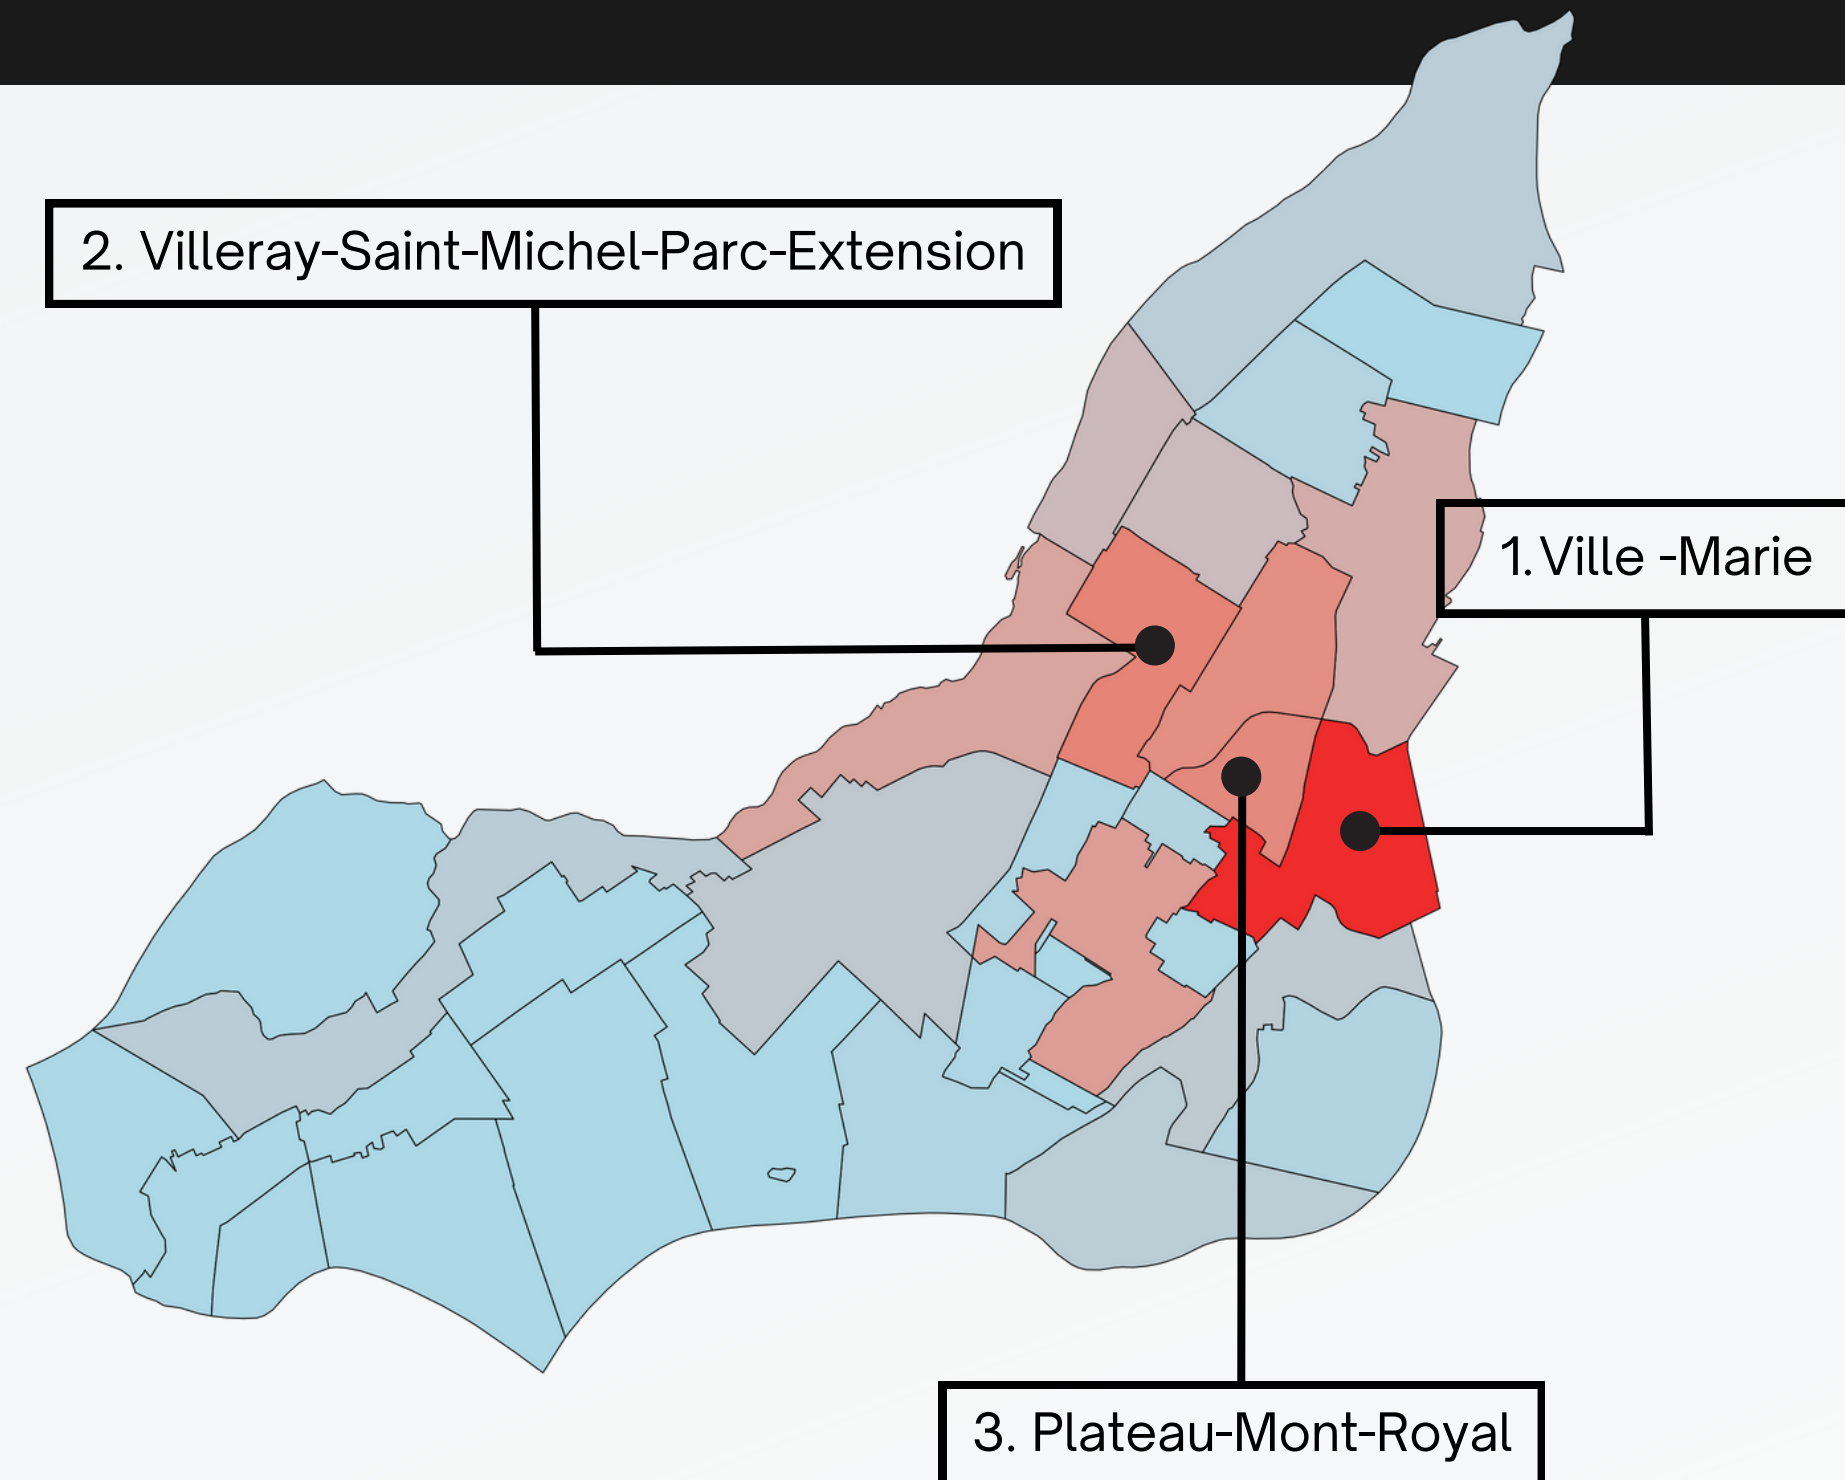 2. Villeray-Saint-Michel-Parc-Extension
1. Ville -Marie
3. Plateau-Mont-Royal